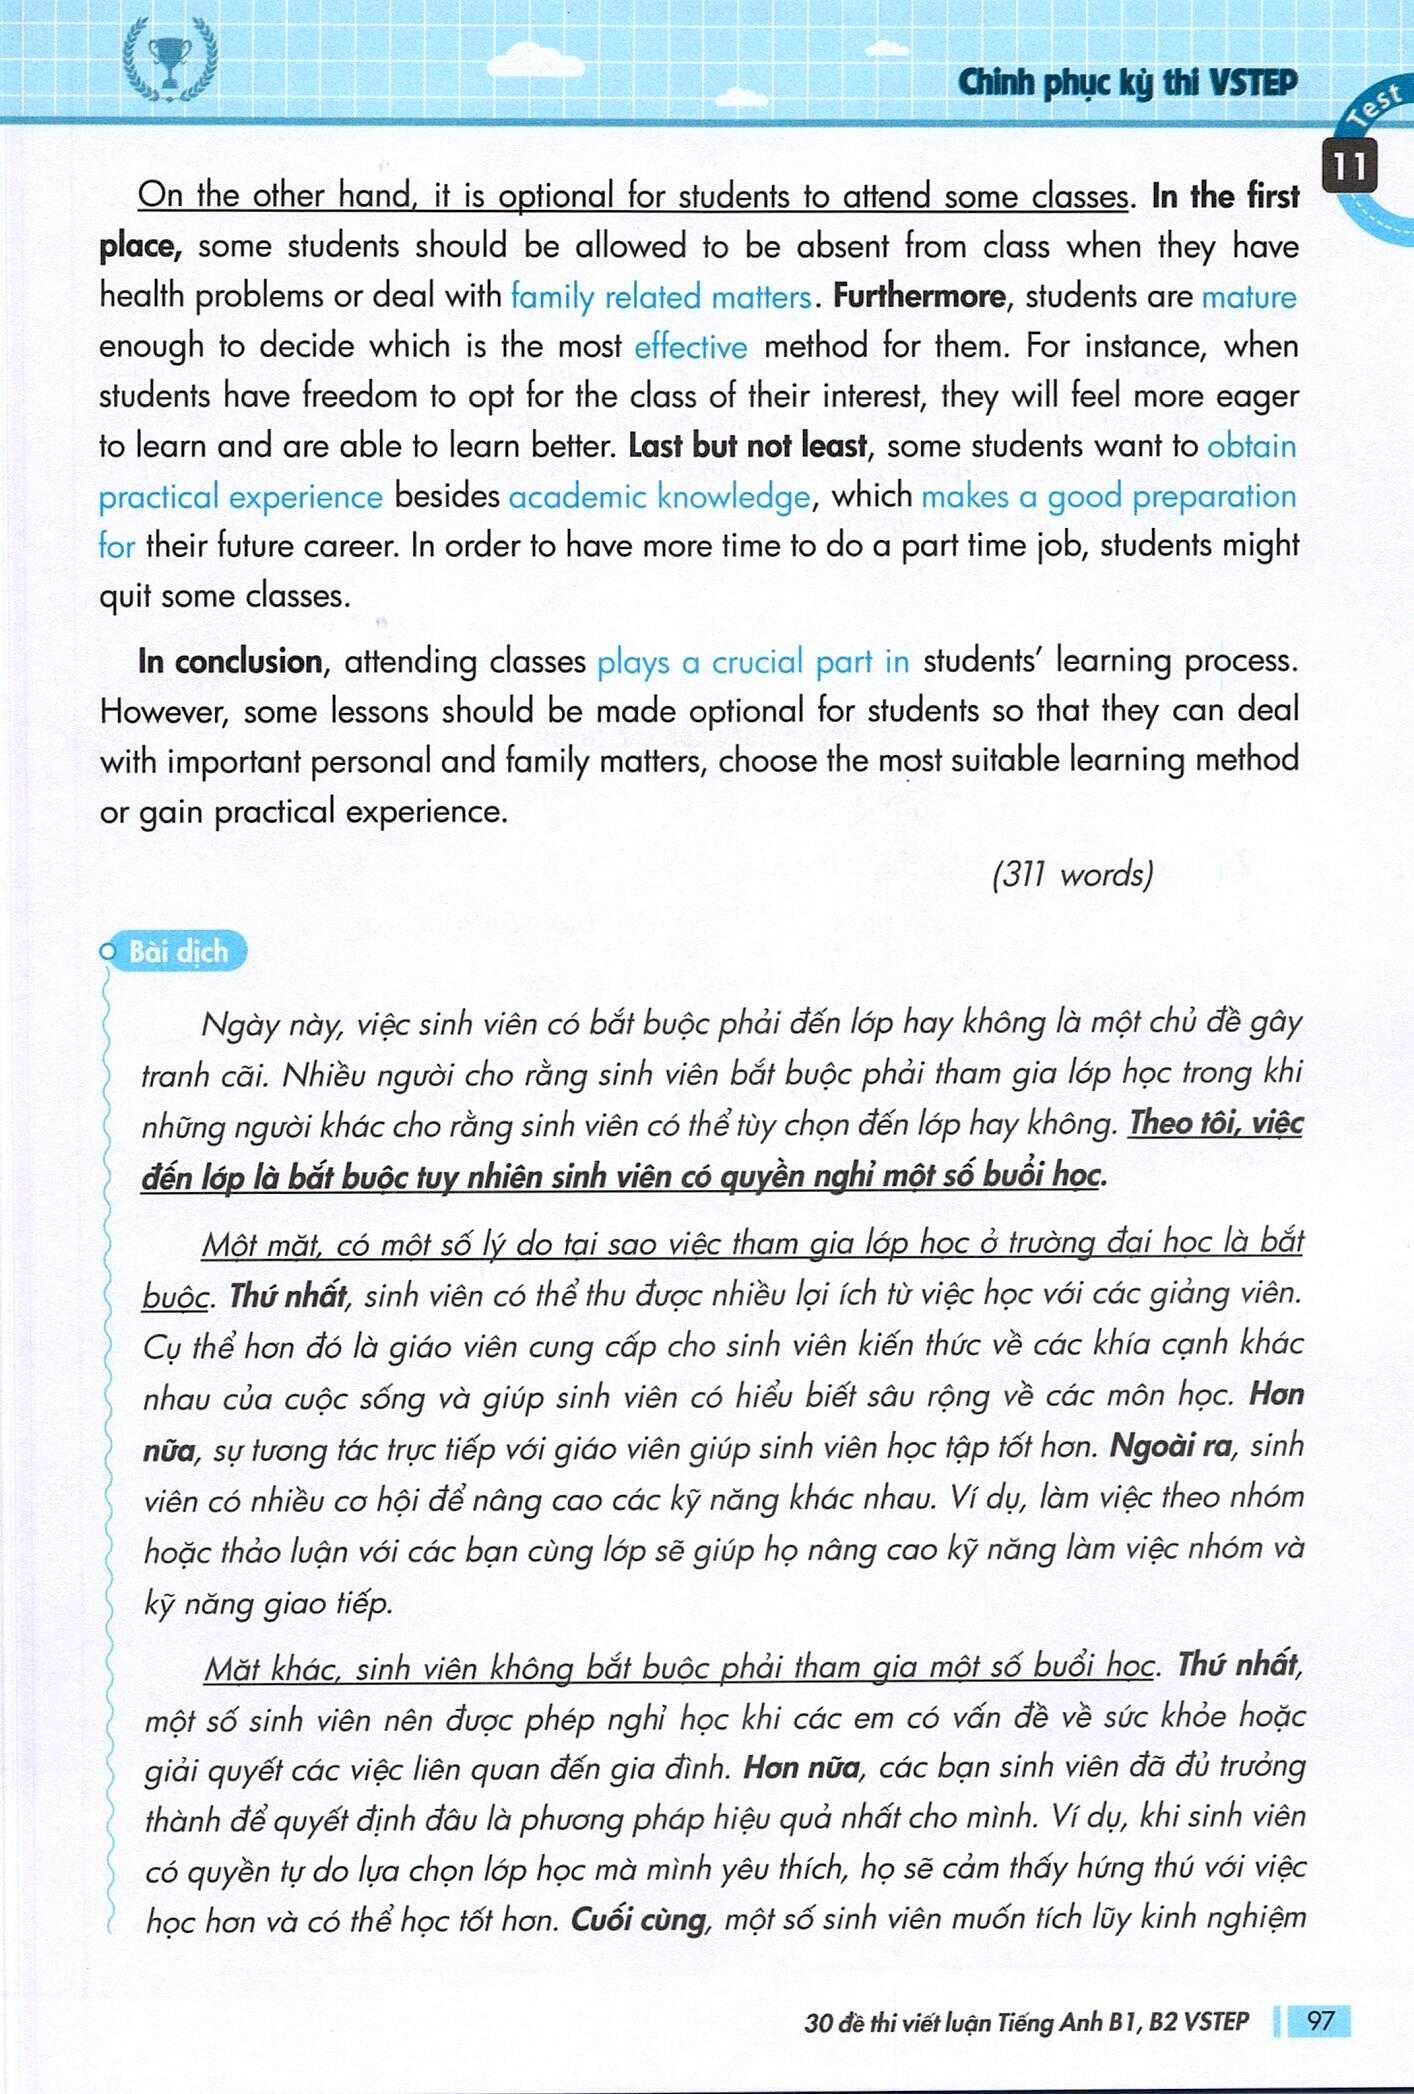 Chinh phục kỳ thi VSTEP
Test
11
On the other hand, it is optional for students to attend some classes. In the first
place, some students should be allowed to be absent from class when they have
health problems or deal with family related matters. Furthermore, students are mature
enough to decide which is the most effective method for them. For instance, when
students have freedom to opt for the class of their interest, they will feel more eager
to learn and are able to learn better. Last but not least, some students want to obtain
practical experience besides academic knowledge, which makes a good preparation
for their future career. In order to have more time to do a part time job, students might
quit some classes.
In conclusion, attending classes plays a crucial part in students' learning process.
However, some lessons should be made optional for students so that they can deal
with important personal and family matters, choose the most suitable learning method
or gain practical experience.
(311 words)
Bài dịch
Ngày này, việc sinh viên có bắt buộc phải đến lớp hay không là một chủ đề gây
tranh cãi. Nhiều người cho rằng sinh viên bắt buộc phải tham gia lớp học trong khi
những người khác cho rằng sinh viên có thể tùy chọn đến lớp hay không. Theo tôi, việc
đến lớp là bắt buộc tuy nhiên sinh viên có quyền nghỉ một số buổi học.
Một mặt, có một số lý do tại sao việc tham gia lớp học ở trường đại học là bắt
buộc. Thứ nhất, sinh viên có thể thu được nhiều lợi ích từ việc học với các giảng viên.
Cụ thể hơn đó là giáo viên cung cấp cho sinh viên kiến thức về các khía cạnh khác
nhau của cuộc sống và giúp sinh viên có hiểu biết sâu rộng về các môn học. Hơn
nữa, sự tương tác trực tiếp với giáo viên giúp sinh viên học tập tốt hơn. Ngoài ra, sinh
viên có nhiều cơ hội để nâng cao các kỹ năng khác nhau. Ví dụ, làm việc theo nhóm
hoặc thảo luận với các bạn cùng lớp sẽ giúp họ nâng cao kỹ năng làm việc nhóm và
kỹ năng giao tiếp.
Mặt khác, sinh viên không bắt buộc phải tham gia một số buổi học. Thứ nhất,
một số sinh viên nên được phép nghỉ học khi các em có vấn đề về sức khỏe hoặc
giải quyết các việc liên quan đến gia đình. Hơn nữa, các bạn sinh viên đã đủ trưởng
thành để quyết định đâu là phương pháp hiệu quả nhất cho mình. Ví dụ, khi sinh viên
có quyền tự do lựa chọn lớp học mà mình yêu thích, họ sẽ cảm thấy hứng thú với việc
học hơn và có thể học tốt hơn. Cuối cùng, một số sinh viên muốn tích lũy kinh nghiệm
30 đề thi viết luận Tiếng Anh B1, B2 VSTEP
97